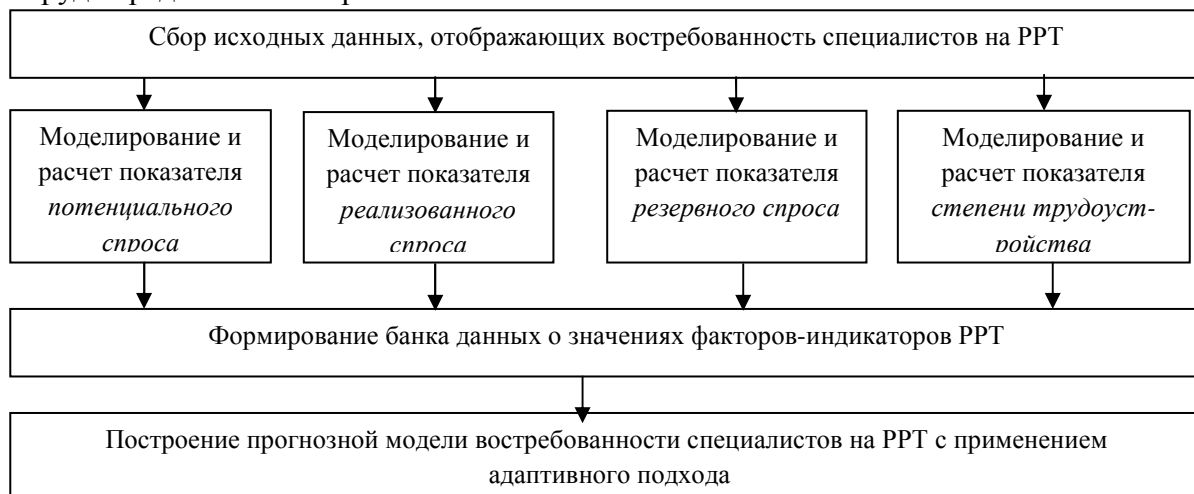 Сбор исходных данных, отображающих востребованность специалистов на РРТ
Моделирование и
расчет показателя
потенциального
спроса
Моделирование и
расчет показателя
реализованного
спроса
Моделирование и
расчет показателя
резервного спроса
Моделирование и
расчет показателя
степени трудоуст-
ройства
Формирование банка данных о значениях факторов-индикаторов РРТ
Построение прогнозной модели востребованности специалистов на РРТ с применением
адаптивного подхода